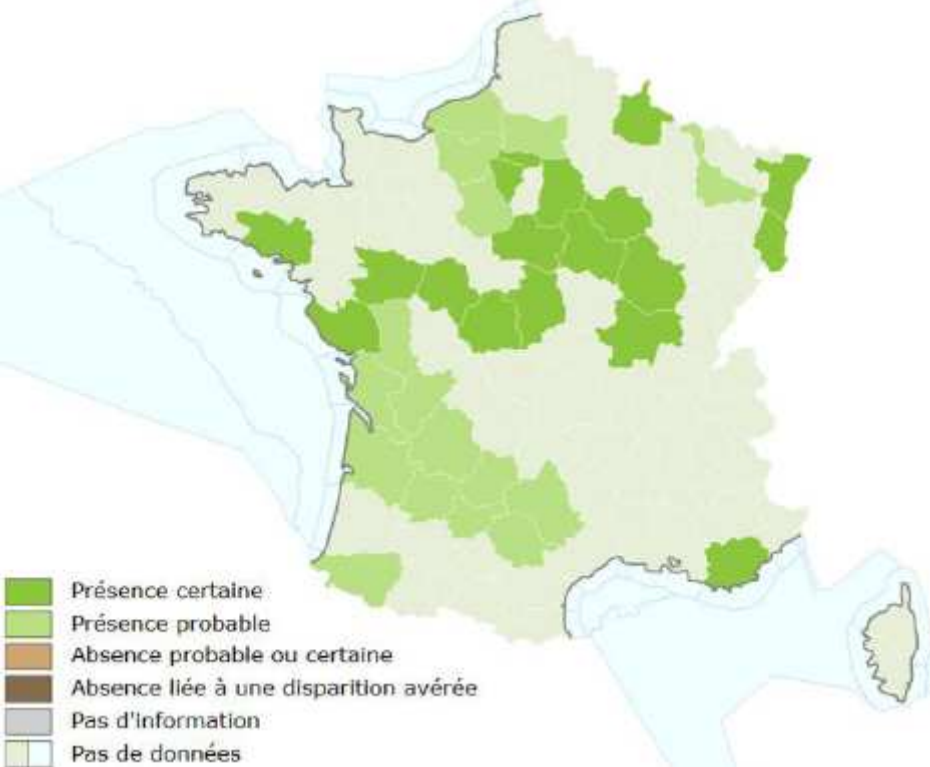 Présence certaine
Présence probable
Absence probable ou certaine
Absence liée à une disparition avérée
Pas d'information
Pas de données